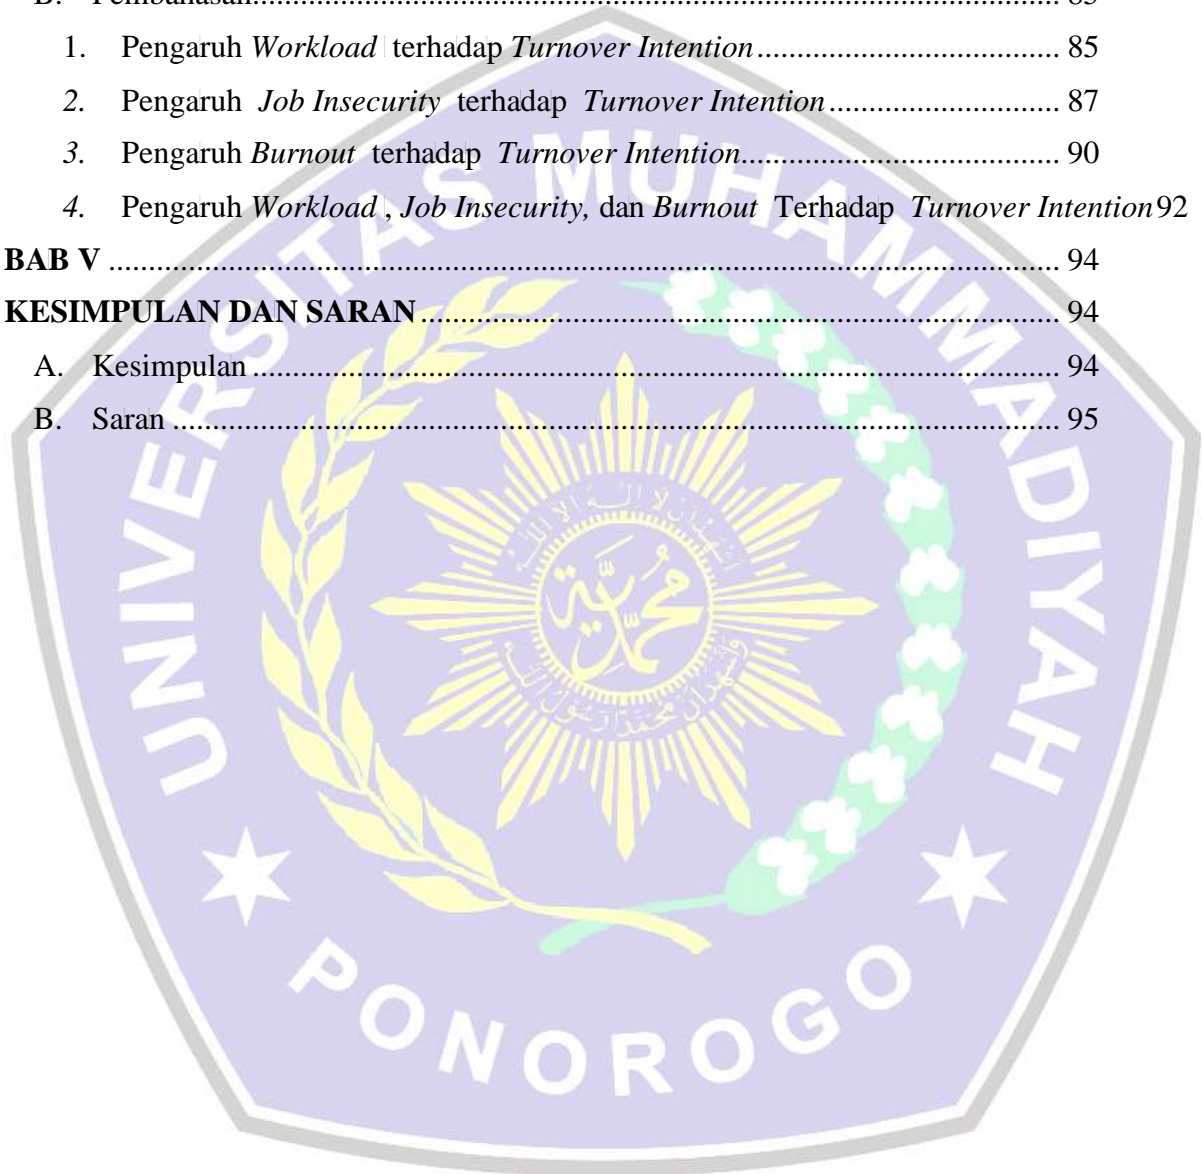 B. Pembahasan.......... 85
1. Pengaruh Workload terhadap Turnover Intention.......... 85
2. Pengaruh Job Insecurity terhadap Turnover Intention.......... 87
3. Pengaruh Burnout terhadap Turnover Intention.......... 90
4. Pengaruh Workload , Job Insecurity, dan Burnout Terhadap Turnover Intention92
BAB V .......... 94
KESIMPULAN DAN SARAN.......... 94
A. Kesimpulan .......... 94
B. Saran .......... 95
UNIVERSITAS MUHAMMADIYAH
PONOROGO
محمدية